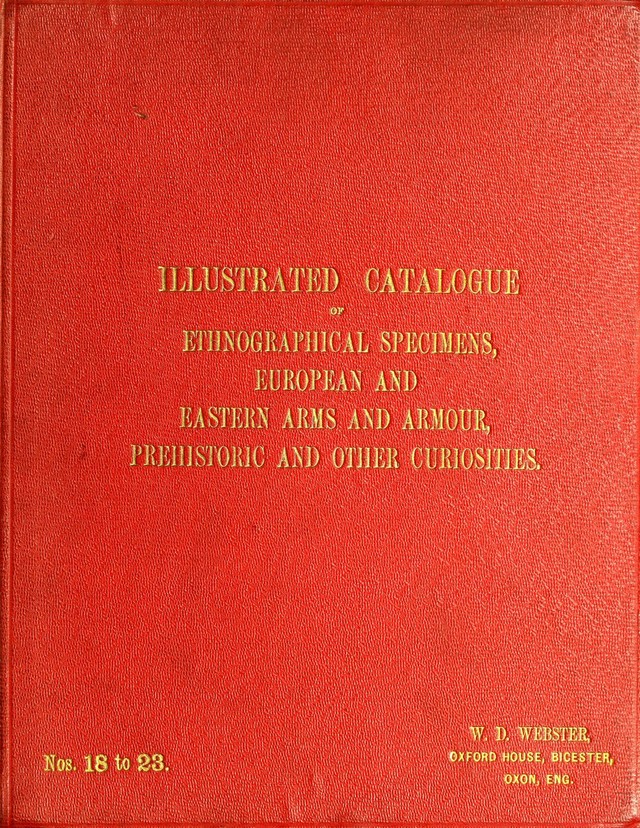 ILLUSTRATED CATALOGUE
OF
ETHNOGRAPHICAL SPECIMENS,
EUROPEAN AND
EASTERN ARMS AND ARMOUR,
PREHISTORIC AND OTHER CURIOSITIES.
Nos. 18 to 23.
W. D. WEBSTER,
OXFORD HOUSE, BICESTER,
OXON, ENG.